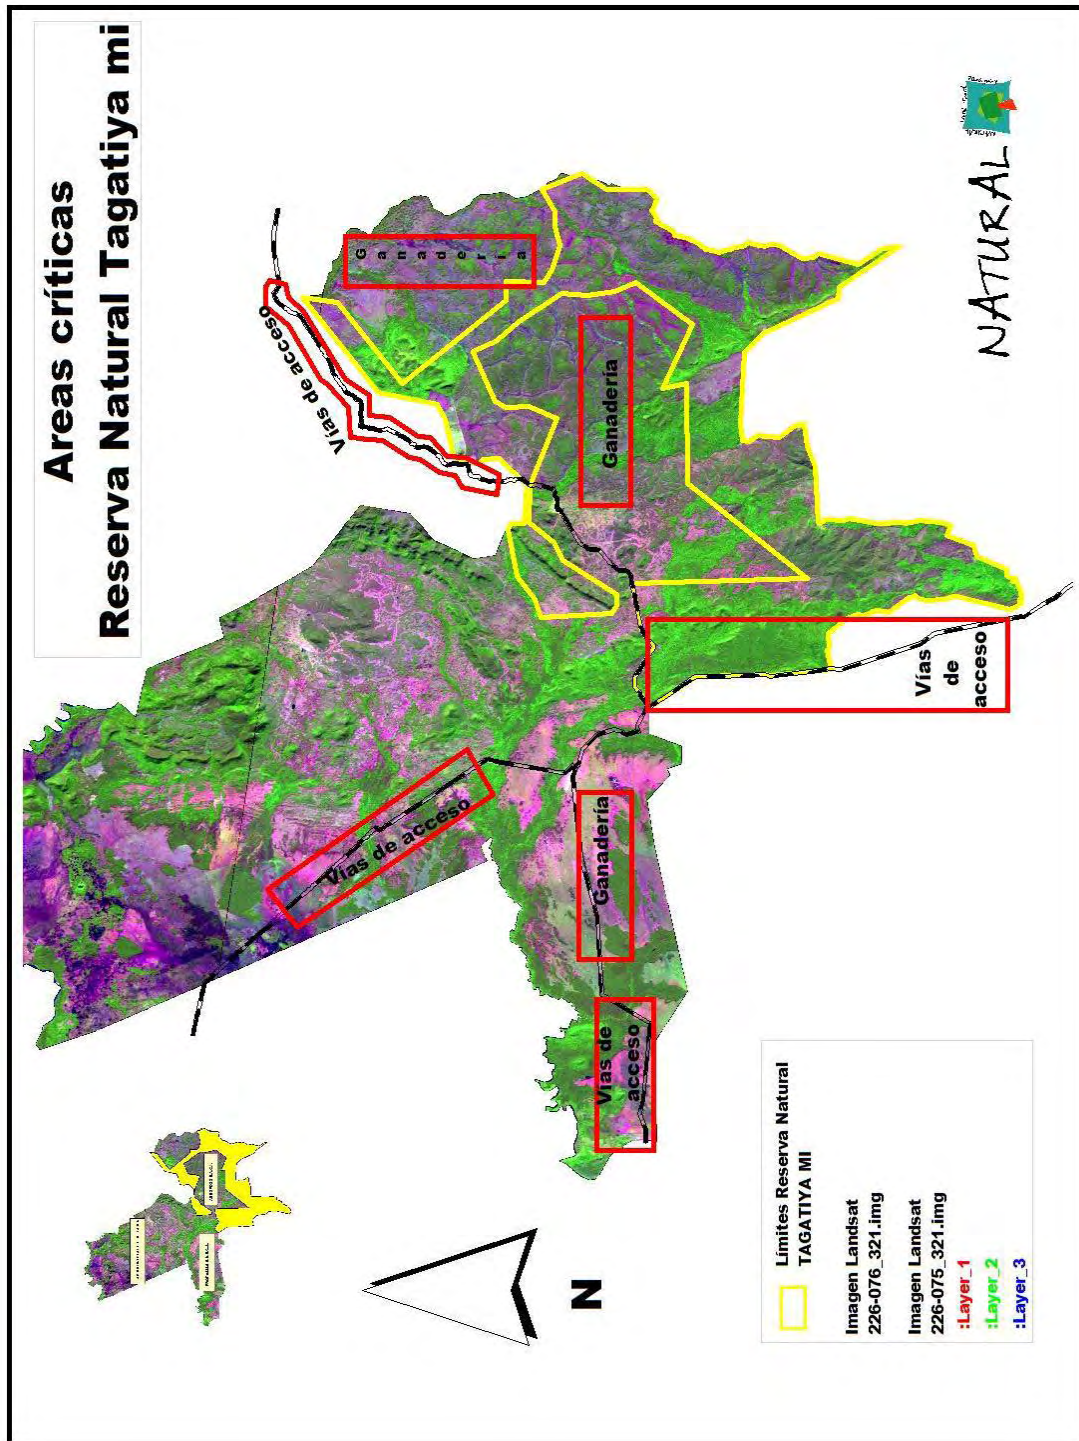 Areas críticas
Reserva Natural Tagatiya mi
Vías de acceso
Ganaderia
Ganadería
Vías de acceso
Ganadería
Vías de
acceso
Vías
de
acceso
N
Límites Reserva Natural
TAGATIYA MI
Imagen Landsat
226-076_321.img
Imagen Landsat
226-075_321.img
:Layer_1
:Layer_2
:Layer_3
NATURAL